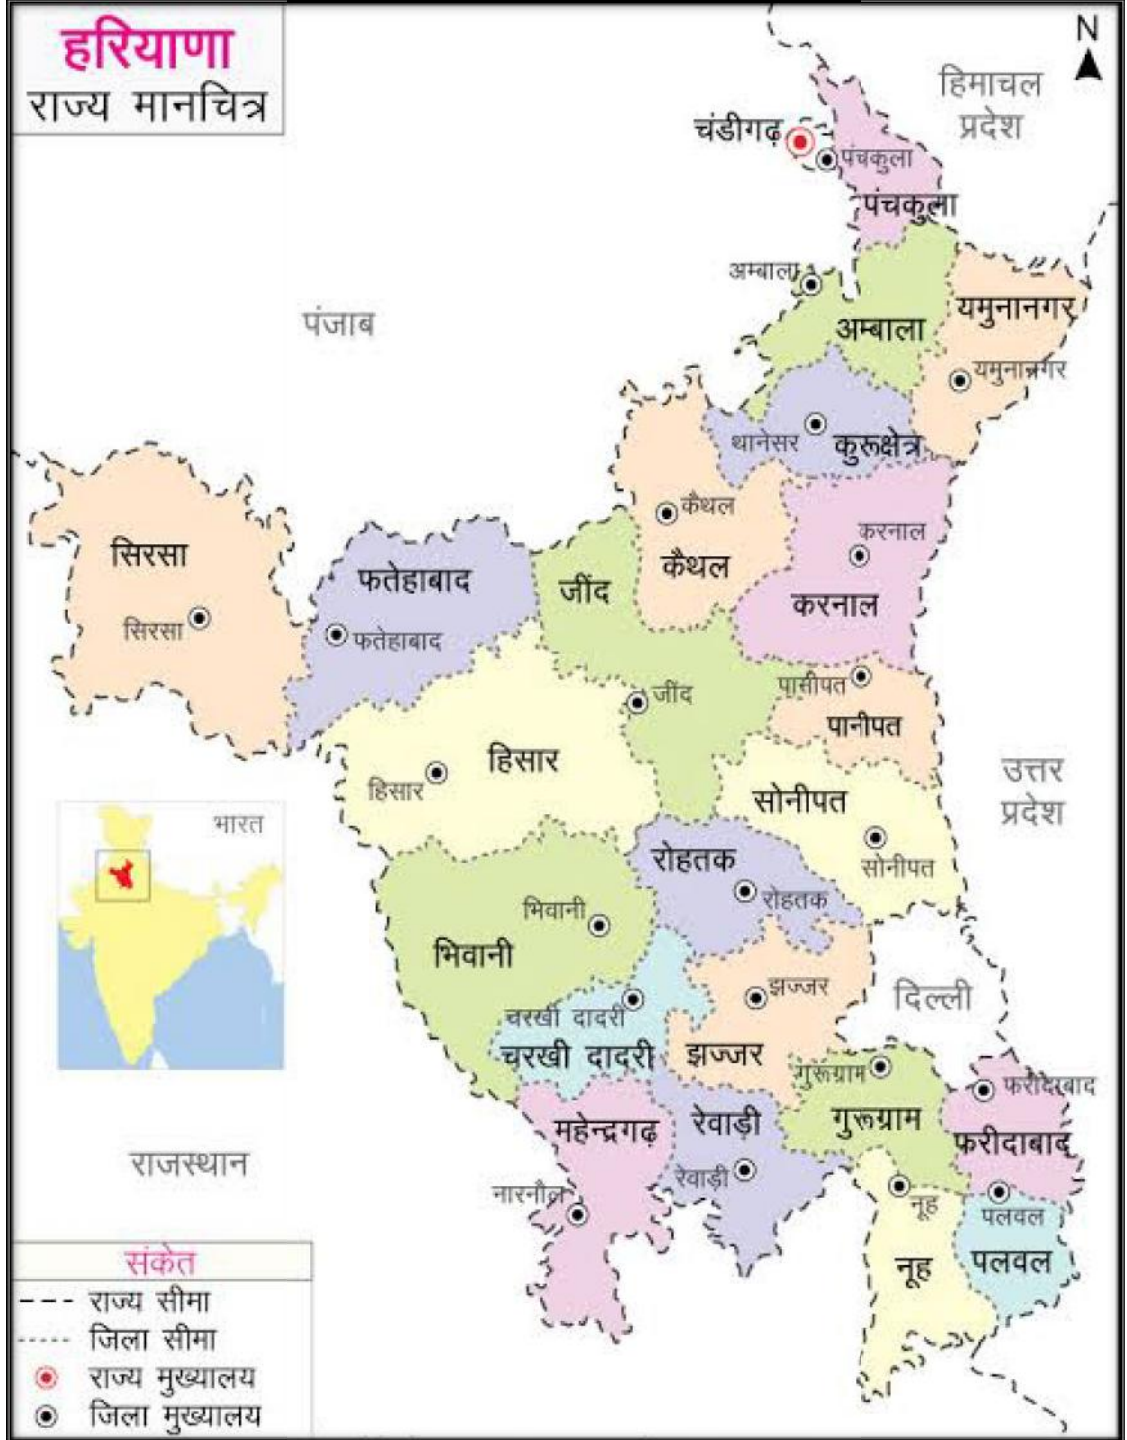 हरियाणा
राज्य मानचित्र
N
हिमाचल
प्रदेश
चंडीगढ़
पंचकुला
पंचकुला
अम्बाला
पंजाब
यमुनानगर
अम्बाला
यमुनानगर
थानेसर
कुरूक्षेत्र
कैथल
करनाल
सिरसा
कैथल
फतेहाबाद
जींद
करनाल
सिरसा
फतेहाबाद
पानीपत
जींद
पानीपत
हिसार
हिसार
उत्तर
प्रदेश
सोनीपत
भारत
रोहतक
सोनीपत
रोहतक
भिवानी
भिवानी
झज्जर
दिल्ली
चरखी दादरी
चरखी दादरी
झज्जर
गुरूग्राम
फरीदाबाद
महेन्द्रगढ़
रेवाड़ी
गुरूग्राम
फरीदाबाद
राजस्थान
रेवाड़ी
नारनौल
नूह
पलवल
नूह
पलवल
संकेत
राज्य सीमा
जिला सीमा
राज्य मुख्यालय
जिला मुख्यालय